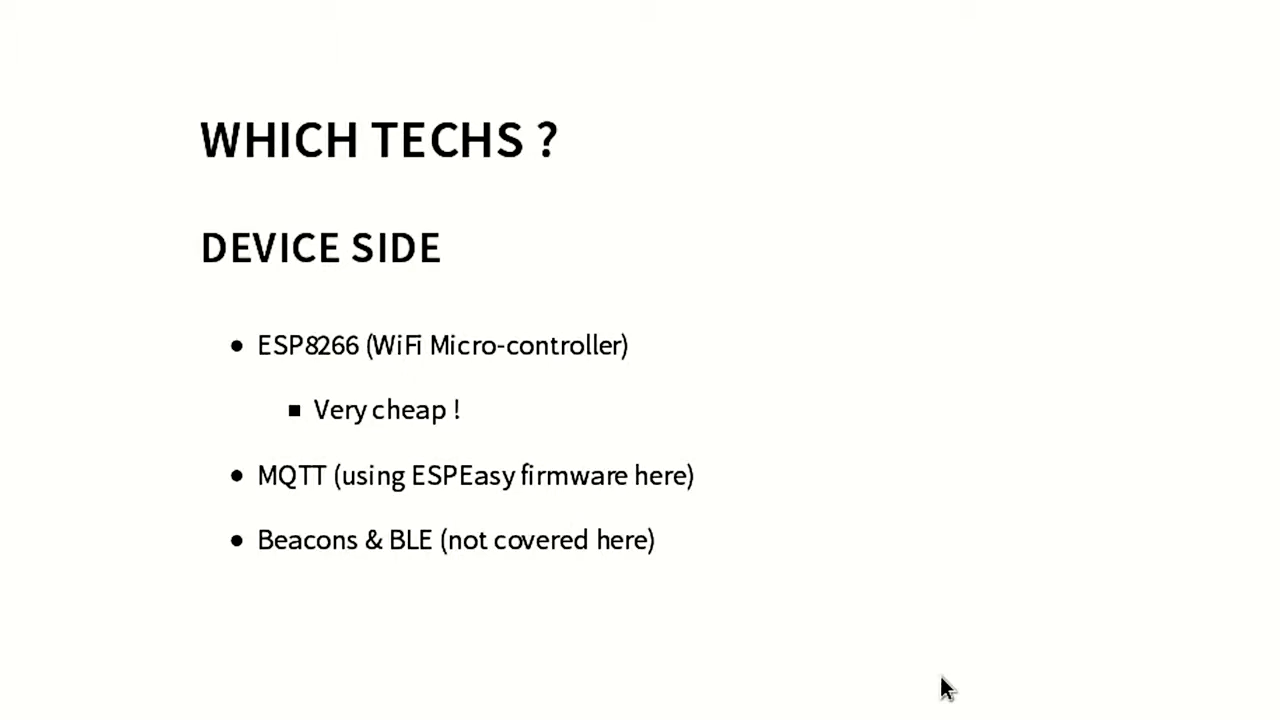 WHICH TECHS ?
DEVICE SIDE
ESP8266 (WiFi Micro-controller)
Very cheap !
MQTT (using ESPEasy firmware here)
Beacons & BLE (not covered here)